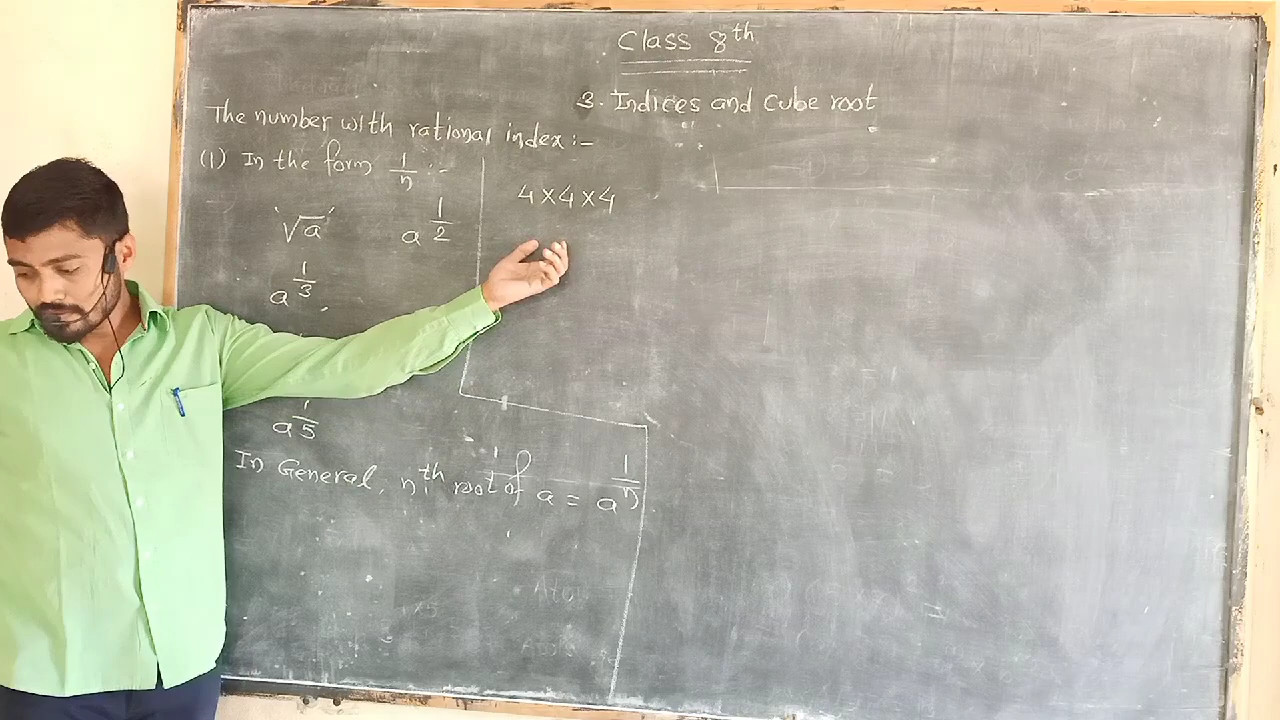 Class 8th
3. Indices and cube root
The number with rational index :-
(1) In the form 1/n :-
√a a^1/2
4×4×4
a^1/3,
a^1/5
In General, nth root of a = a^1/n.